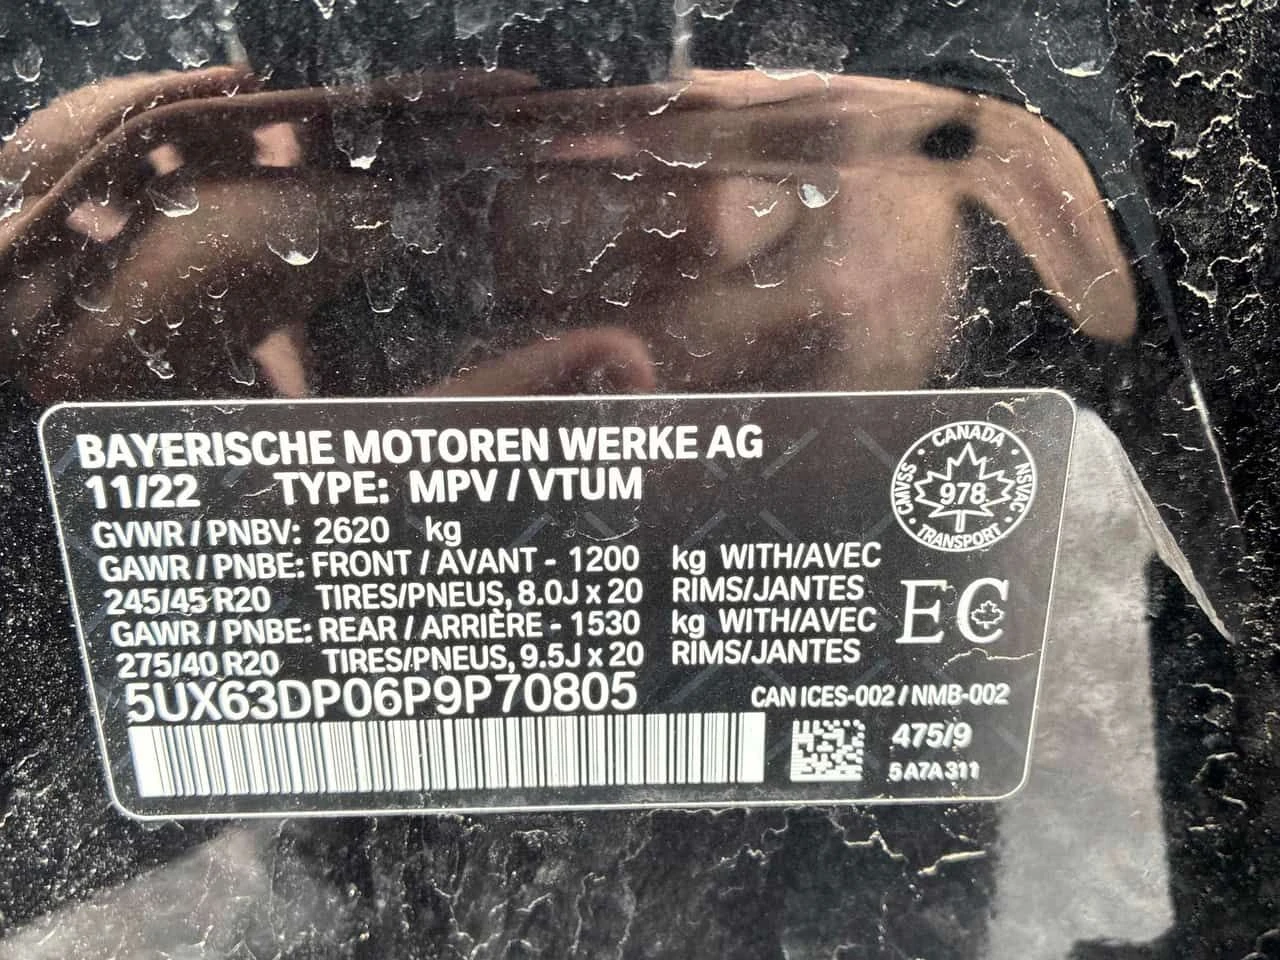 BAYERISCHE MOTOREN WERKE AG
11/22 TYPE: MPV / VTUM
GVWR / PNBV: 2620 kg
GAWR / PNBE: FRONT / AVANT - 1200 kg WITH/AVEC
245/45 R20 TIRES/PNEUS, 8.0J x 20 RIMS/JANTES
GAWR / PNBE: REAR / ARRIÈRE - 1530 kg WITH/AVEC
275/40 R20 TIRES/PNEUS, 9.5J x 20 RIMS/JANTES
5UX63DP06P9P70805
CANADA
CMVSS 978 NSVAC
TRANSPORT
EC
CAN ICES-002 / NMB-002
475/9
5 A7A 311